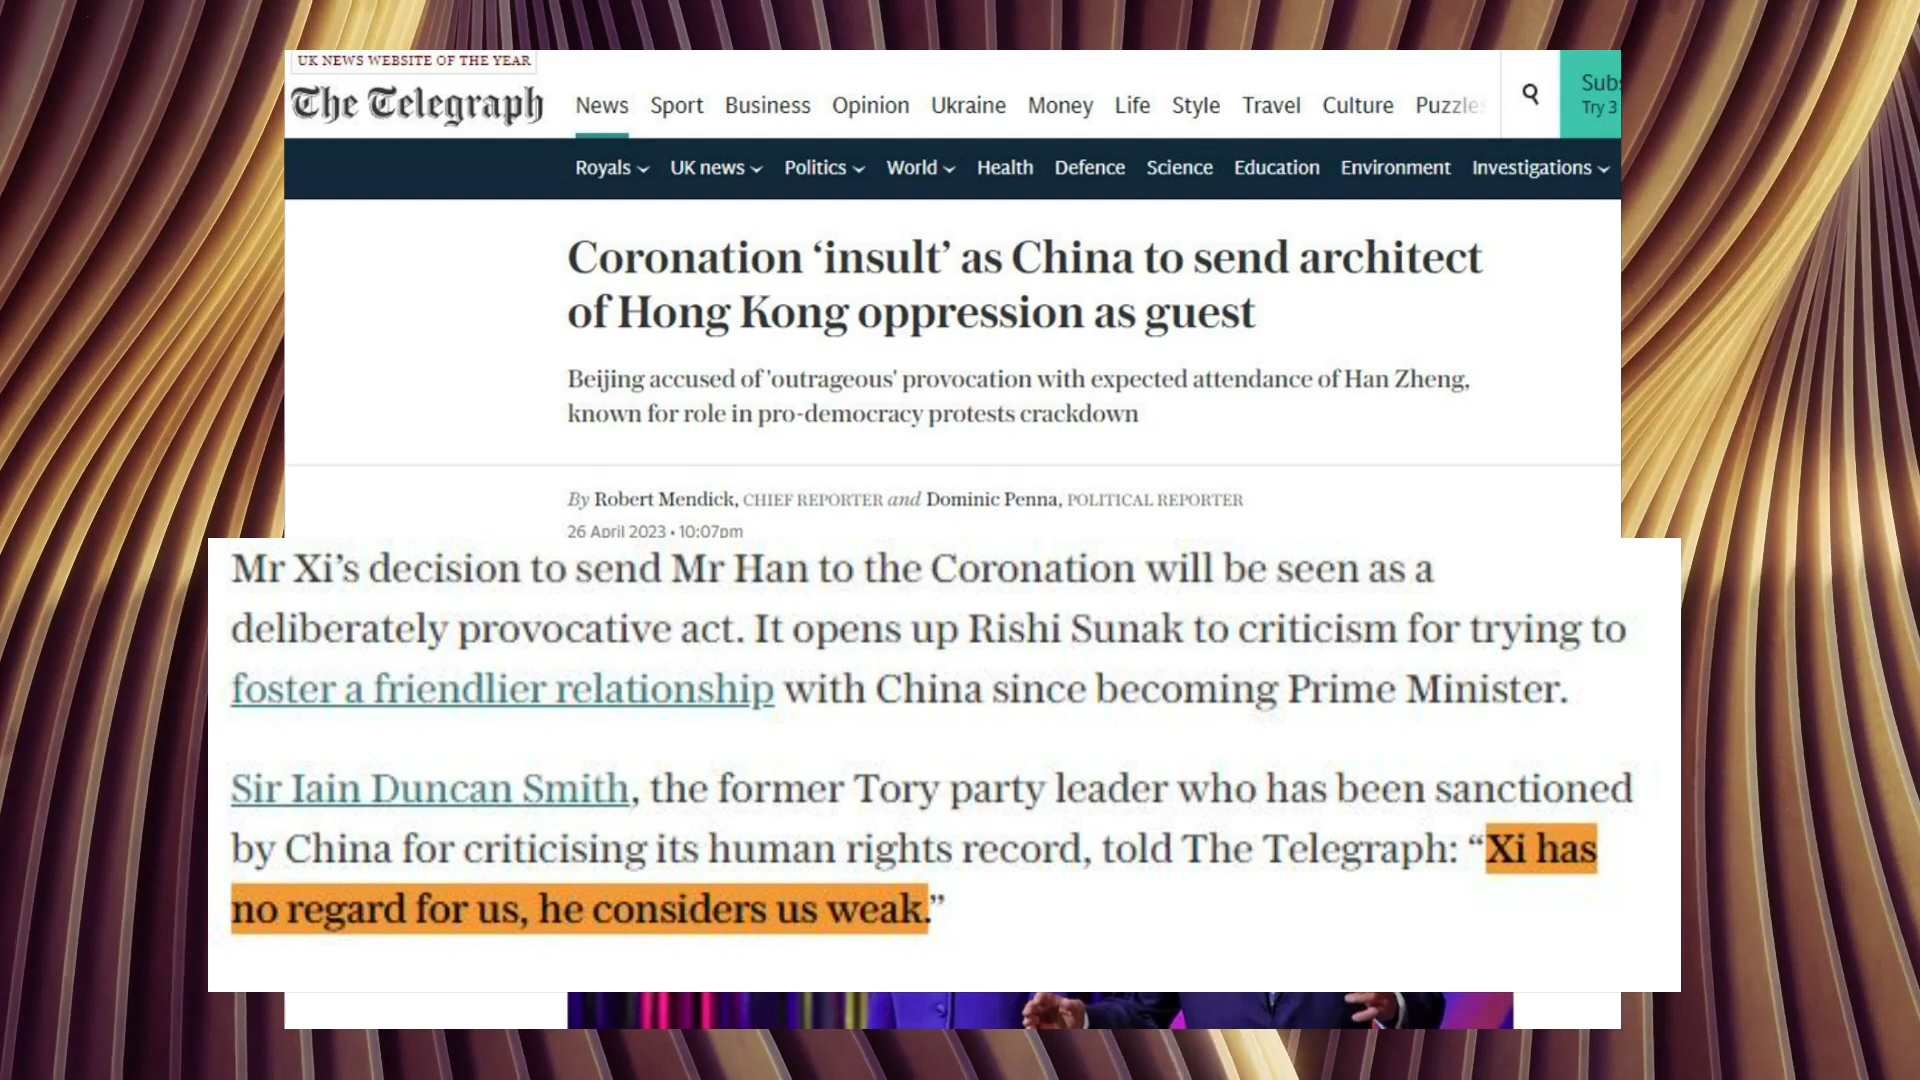 UK NEWS WEBSITE OF THE YEAR
The Telegraph
News Sport Business Opinion Ukraine Money Life Style Travel Culture Puzzles
Subs
Try 3
Royals UK news Politics World Health Defence Science Education Environment Investigations
Coronation ‘insult’ as China to send architect
of Hong Kong oppression as guest
Beijing accused of 'outrageous' provocation with expected attendance of Han Zheng,
known for role in pro-democracy protests crackdown
By Robert Mendick, CHIEF REPORTER and Dominic Penna, POLITICAL REPORTER
26 April 2023 • 10:07pm
Mr Xi’s decision to send Mr Han to the Coronation will be seen as a
deliberately provocative act. It opens up Rishi Sunak to criticism for trying to
foster a friendlier relationship with China since becoming Prime Minister.
Sir Iain Duncan Smith, the former Tory party leader who has been sanctioned
by China for criticising its human rights record, told The Telegraph: “Xi has
no regard for us, he considers us weak.”